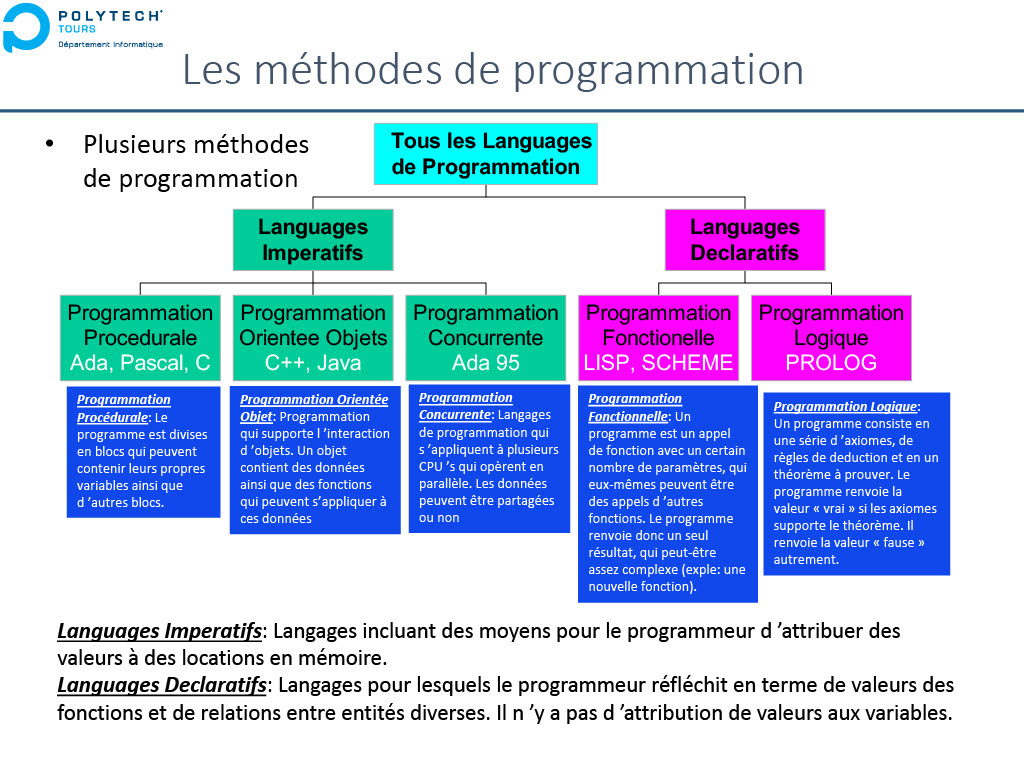 POLYTECH
TOURS
Département Informatique
Les méthodes de programmation
• Plusieurs méthodes
de programmation
Tous les Languages
de Programmation
Languages
Imperatifs
Languages
Declaratifs
Programmation
Procedurale
Ada, Pascal, C
Programmation
Orientee Objets
C++, Java
Programmation
Concurrente
Ada 95
Programmation
Fonctionelle
LISP, SCHEME
Programmation
Logique
PROLOG
Programmation
Procédurale: Le
programme est divises
en blocs qui peuvent
contenir leurs propres
variables ainsi que
d ’autres blocs.
Programmation Orientée
Objet: Programmation
qui supporte l ’interaction
d ’objets. Un objet
contient des données
ainsi que des fonctions
qui peuvent s’appliquer à
ces données
Programmation
Concurrente: Langages
de programmation qui
s ’appliquent à plusieurs
CPU ’s qui opèrent en
parallèle. Les données
peuvent être partagées
ou non
Programmation
Fonctionnelle: Un
programme est un appel
de fonction avec un certain
nombre de paramètres, qui
eux-mêmes peuvent être
des appels d ’autres
fonctions. Le programme
renvoie donc un seul
résultat, qui peut-être
assez complexe (exple: une
nouvelle fonction).
Programmation Logique:
Un programme consiste en
une série d ’axiomes, de
règles de deduction et en un
théorème à prouver. Le
programme renvoie la
valeur « vrai » si les axiomes
supporte le théorème. Il
renvoie la valeur « fause »
autrement.
Languages Imperatifs: Langages incluant des moyens pour le programmeur d ’attribuer des
valeurs à des locations en mémoire.
Languages Declaratifs: Langages pour lesquels le programmeur réfléchit en terme de valeurs des
fonctions et de relations entre entités diverses. Il n ’y a pas d ’attribution de valeurs aux variables.